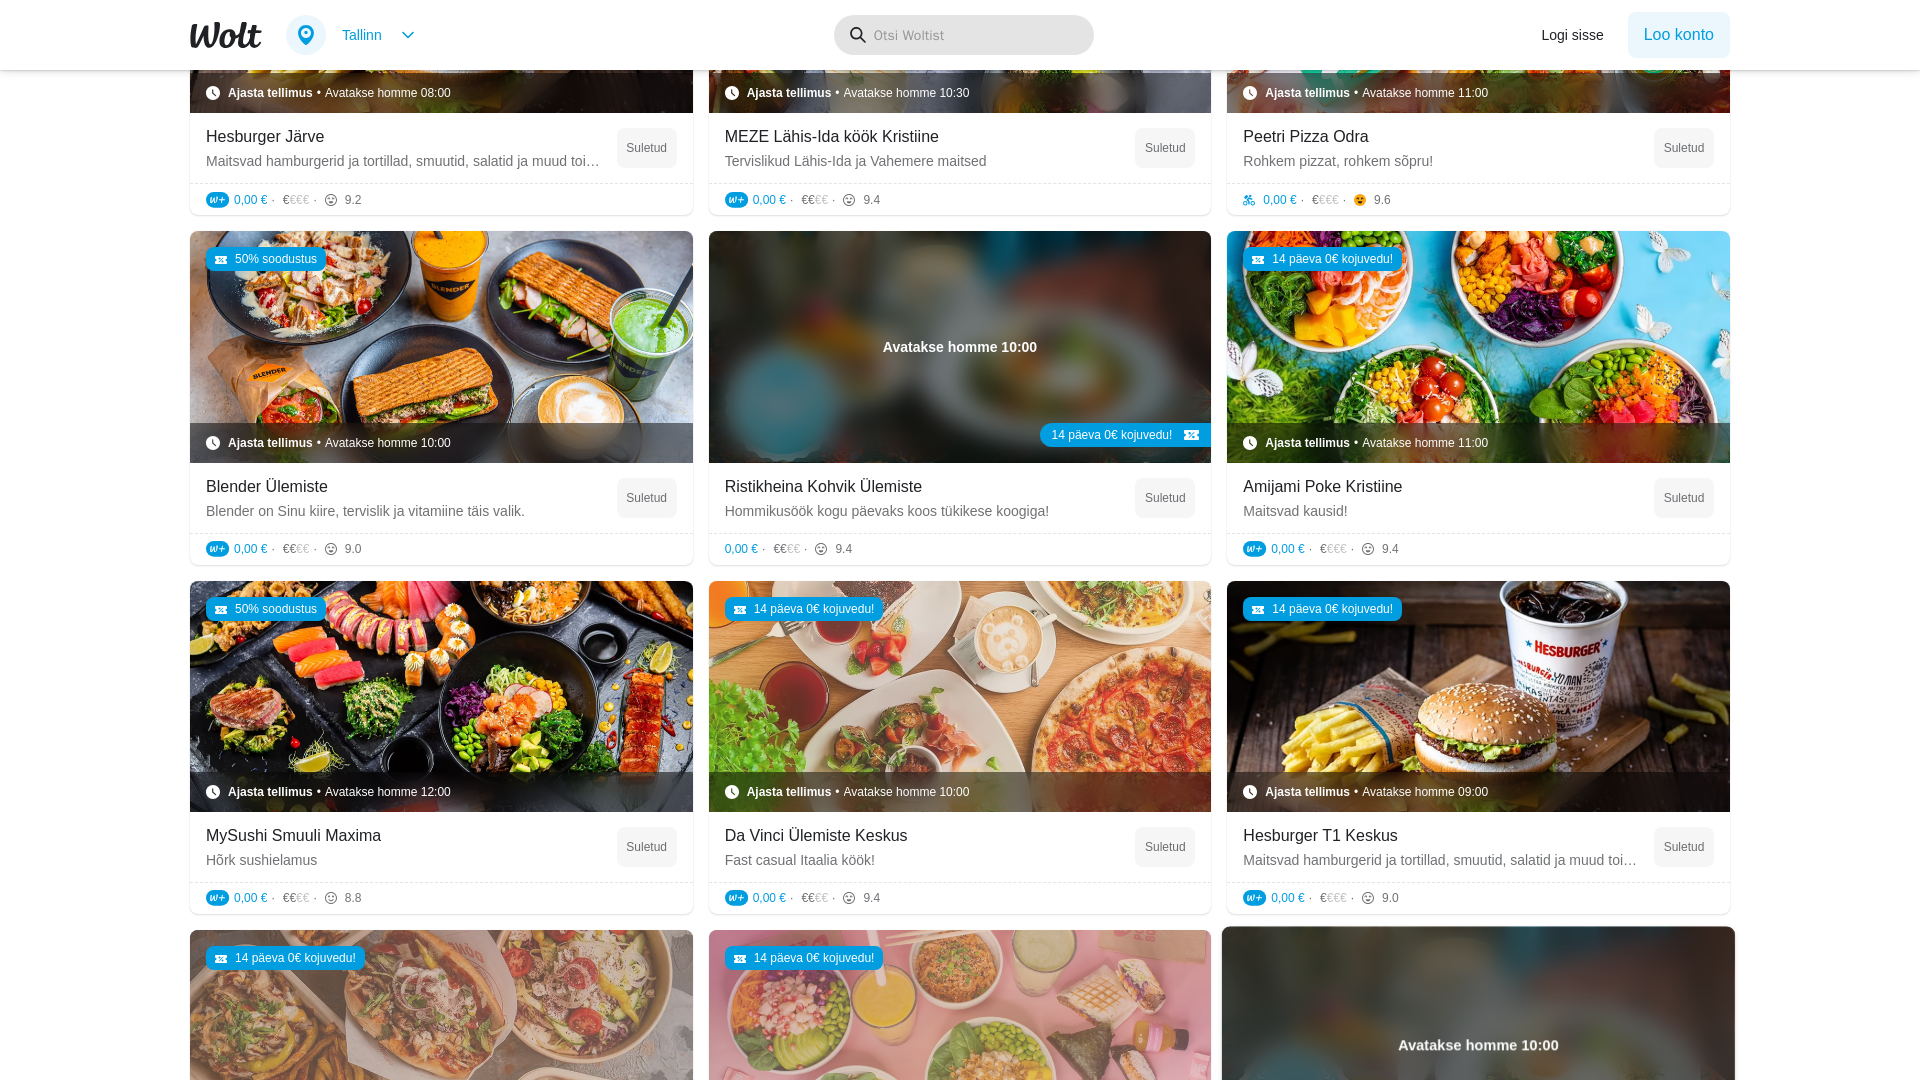 Wolt
Tallinn
Otsi Woltist
Logi sisse
Loo konto
Ajasta tellimus • Avatakse homme 08:00
Hesburger Järve
Maitsvad hamburgerid ja tortillad, smuutid, salatid ja muud toi…
Suletud
W+ 0,00 € · €€€€ · 9.2
Ajasta tellimus • Avatakse homme 10:30
MEZE Lähis-Ida köök Kristiine
Tervislikud Lähis-Ida ja Vahemere maitsed
Suletud
W+ 0,00 € · €€€€ · 9.4
Ajasta tellimus • Avatakse homme 11:00
Peetri Pizza Odra
Rohkem pizzat, rohkem sõpru!
Suletud
0,00 € · €€€€ · 9.6
50% soodustus
BLENDER
BLENDER
BLENDER
Ajasta tellimus • Avatakse homme 10:00
Blender Ülemiste
Blender on Sinu kiire, tervislik ja vitamiine täis valik.
Suletud
W+ 0,00 € · €€€€ · 9.0
Avatakse homme 10:00
14 päeva 0€ kojuvedu!
Ristikheina Kohvik Ülemiste
Hommikusöök kogu päevaks koos tükikese koogiga!
Suletud
0,00 € · €€€€ · 9.4
14 päeva 0€ kojuvedu!
Ajasta tellimus • Avatakse homme 11:00
Amijami Poke Kristiine
Maitsvad kausid!
Suletud
W+ 0,00 € · €€€€ · 9.4
50% soodustus
Ajasta tellimus • Avatakse homme 12:00
MySushi Smuuli Maxima
Hõrk sushielamus
Suletud
W+ 0,00 € · €€€€ · 8.8
14 päeva 0€ kojuvedu!
Ajasta tellimus • Avatakse homme 10:00
Da Vinci Ülemiste Keskus
Fast casual Itaalia köök!
Suletud
W+ 0,00 € · €€€€ · 9.4
14 päeva 0€ kojuvedu!
HESBURGER
Ajasta tellimus • Avatakse homme 09:00
Hesburger T1 Keskus
Maitsvad hamburgerid ja tortillad, smuutid, salatid ja muud toi…
Suletud
W+ 0,00 € · €€€€ · 9.0
14 päeva 0€ kojuvedu!
14 päeva 0€ kojuvedu!
Avatakse homme 10:00